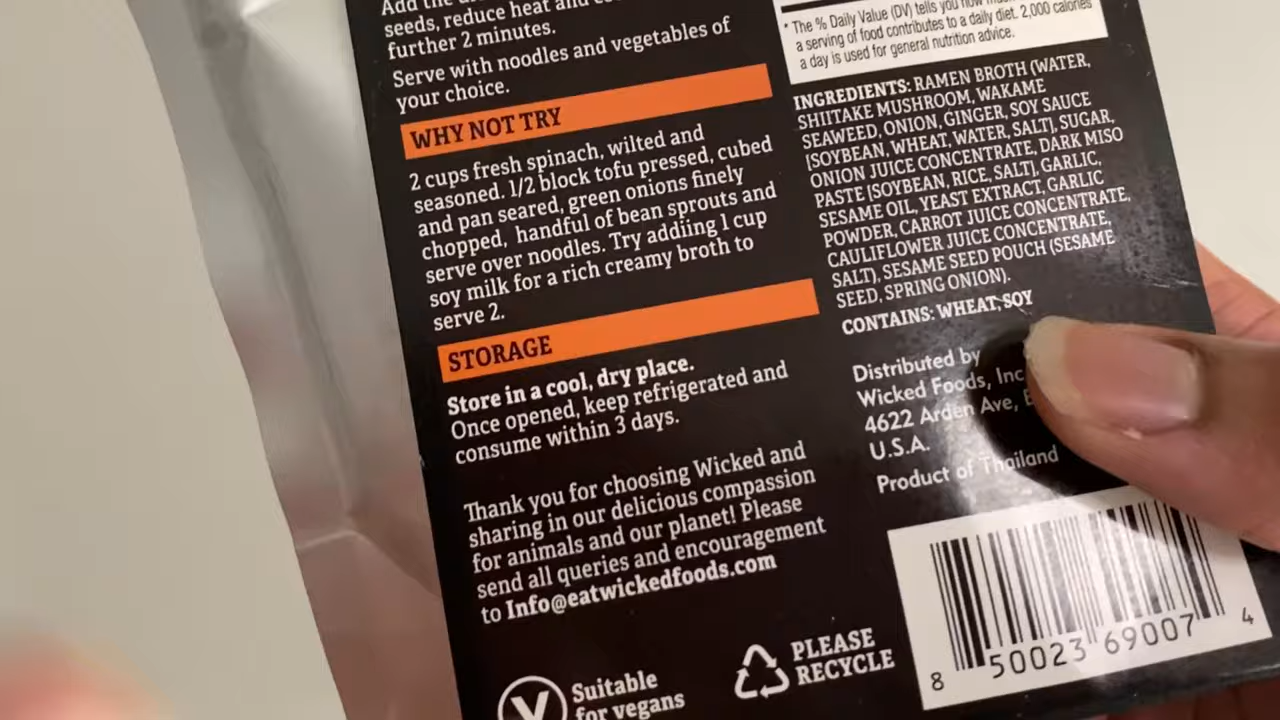 Add the
seeds, reduce heat and
further 2 minutes.
Serve with noodles and vegetables of
your choice.
WHY NOT TRY
2 cups fresh spinach, wilted and
seasoned. 1/2 block tofu pressed, cubed
and pan seared, green onions finely
chopped, handful of bean sprouts and
serve over noodles. Try addiing 1 cup
soy milk for a rich creamy broth to
serve 2.
STORAGE
Store in a cool, dry place.
Once opened, keep refrigerated and
consume within 3 days.
Thank you for choosing Wicked and
sharing in our delicious compassion
for animals and our planet! Please
send all queries and encouragement
to Info@eatwickedfoods.com
Suitable
for vegans
PLEASE
RECYCLE
* The % Daily Value (DV) tells you how much
a serving of food contributes to a daily diet. 2,000 calories
a day is used for general nutrition advice.
INGREDIENTS: RAMEN BROTH (WATER,
SHIITAKE MUSHROOM, WAKAME
SEAWEED, ONION, GINGER, SOY SAUCE
[SOYBEAN, WHEAT, WATER, SALT], SUGAR,
ONION JUICE CONCENTRATE, DARK MISO
PASTE [SOYBEAN, RICE, SALT], GARLIC,
SESAME OIL, YEAST EXTRACT, GARLIC
POWDER, CARROT JUICE CONCENTRATE,
CAULIFLOWER JUICE CONCENTRATE,
SALT), SESAME SEED POUCH (SESAME
SEED, SPRING ONION).
CONTAINS: WHEAT, SOY
Distributed by
Wicked Foods, Inc
4622 Arden Ave,
U.S.A.
Product of Thailand
8 50023 69007 4